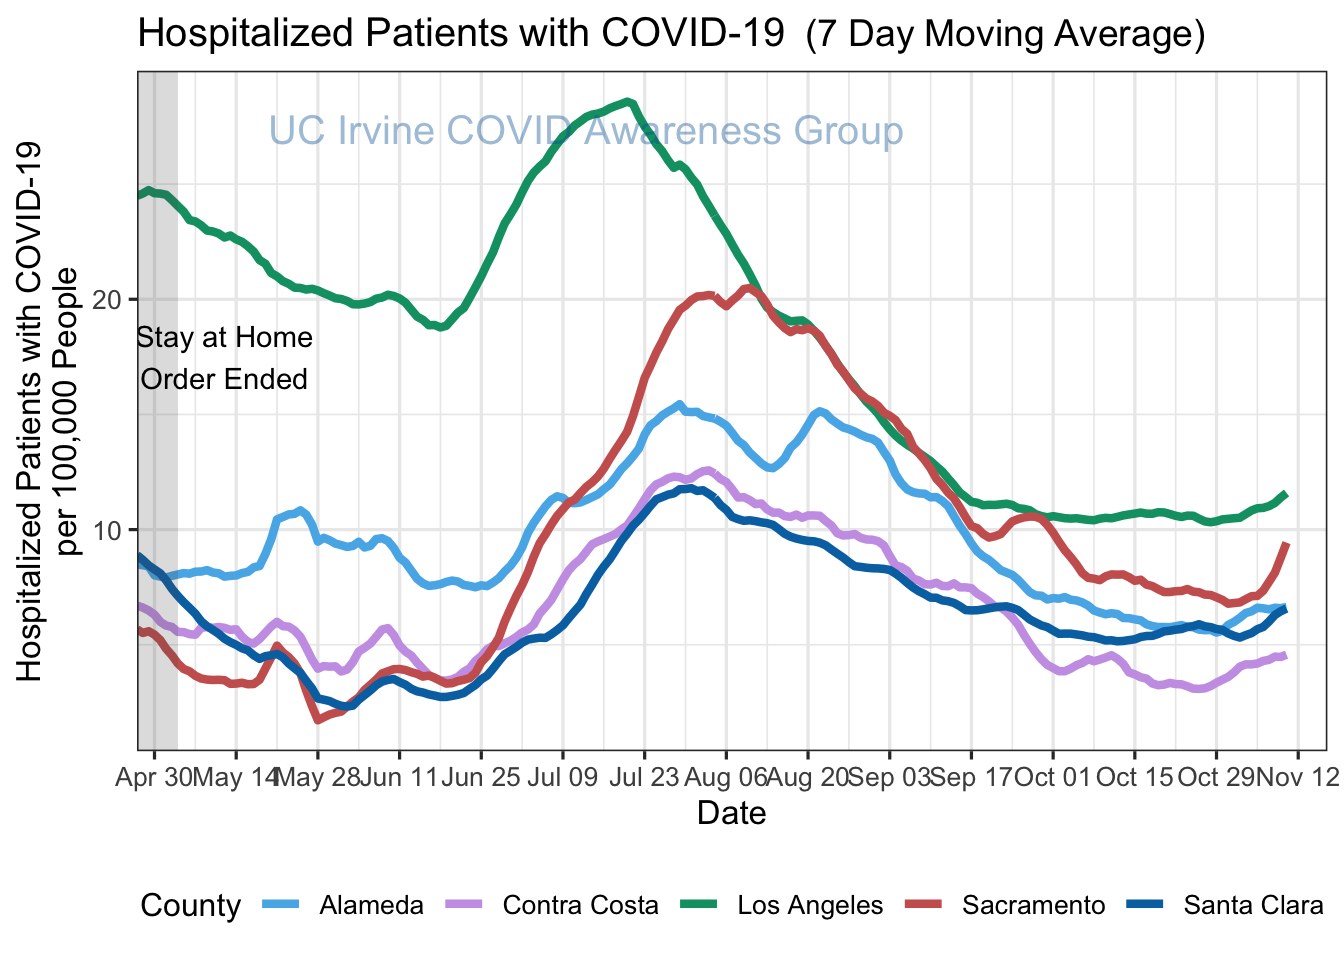 Hospitalized Patients with COVID-19 (7 Day Moving Average)
UC Irvine COVID Awareness Group
Hospitalized Patients with COVID-19
per 100,000 People
20
10
Stay at Home
Order Ended
Apr 30 May 14 May 28 Jun 11 Jun 25 Jul 09 Jul 23 Aug 06 Aug 20 Sep 03 Sep 17 Oct 01 Oct 15 Oct 29 Nov 12
Date
County Alameda Contra Costa Los Angeles Sacramento Santa Clara